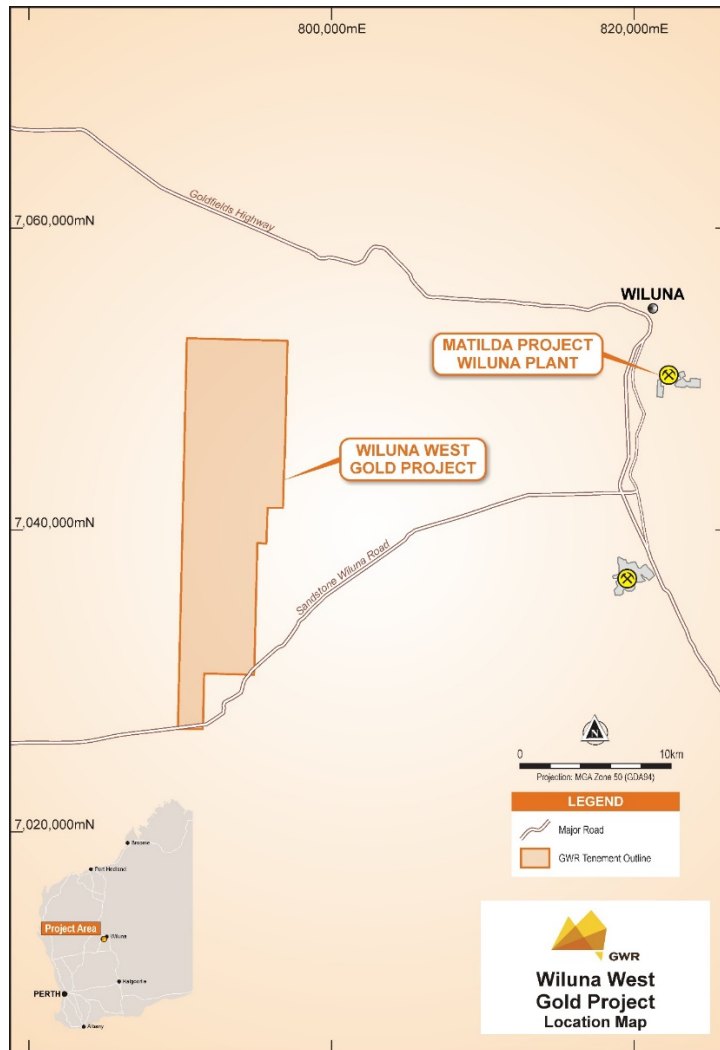 800,000mE
820,000mE
Goldfields Highway
7,060,000mN
WILUNA
MATILDA PROJECT
WILUNA PLANT
WILUNA WEST
GOLD PROJECT
7,040,000mN
Sandstone Wiluna Road
N
0
10km
Projection: MGA Zone 50 (GDA94)
LEGEND
Major Road
GWR Tenement Outline
7,020,000mN
Broome
Port Hedland
Project Area
Wiluna
Kalgoorlie
PERTH
Albany
GWR
Wiluna West
Gold Project
Location Map